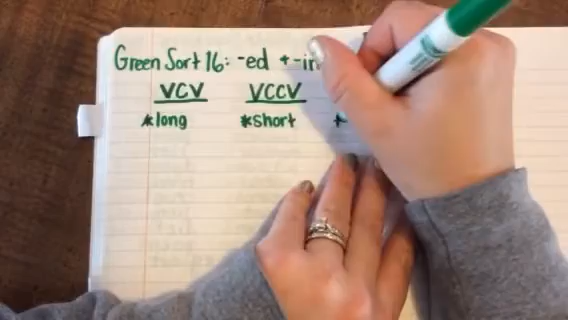 Green Sort 16: -ed + -in
VCV VCCV
*long *short